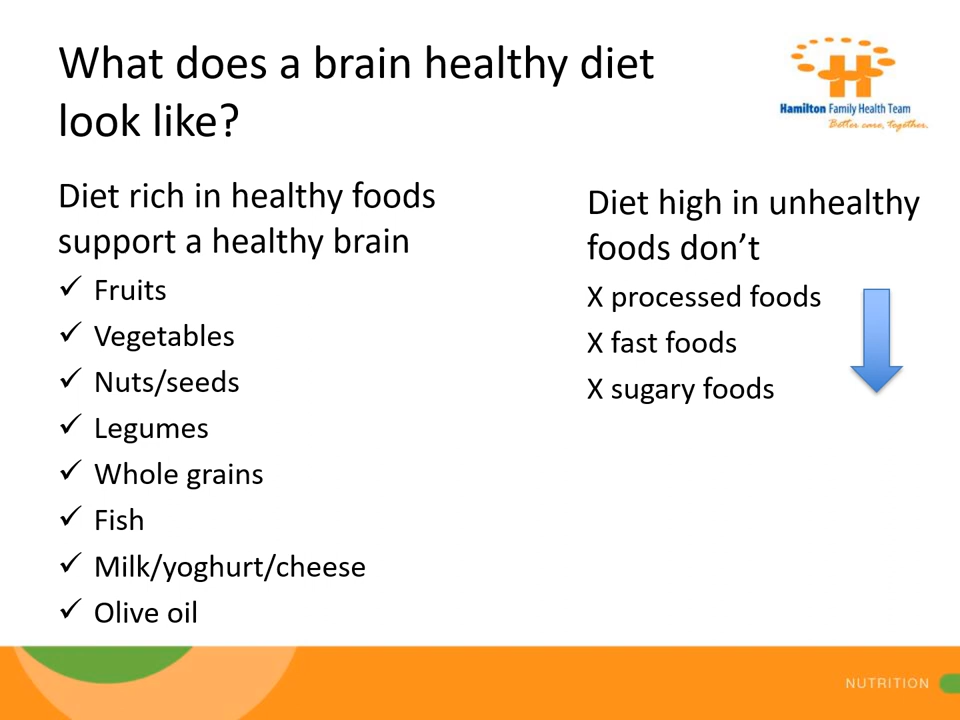 What does a brain healthy diet
look like?
Hamilton Family Health Team
Better care, together.
Diet rich in healthy foods
support a healthy brain
✓ Fruits
✓ Vegetables
✓ Nuts/seeds
✓ Legumes
✓ Whole grains
✓ Fish
✓ Milk/yoghurt/cheese
✓ Olive oil
Diet high in unhealthy
foods don’t
X processed foods
X fast foods
X sugary foods
NUTRITION